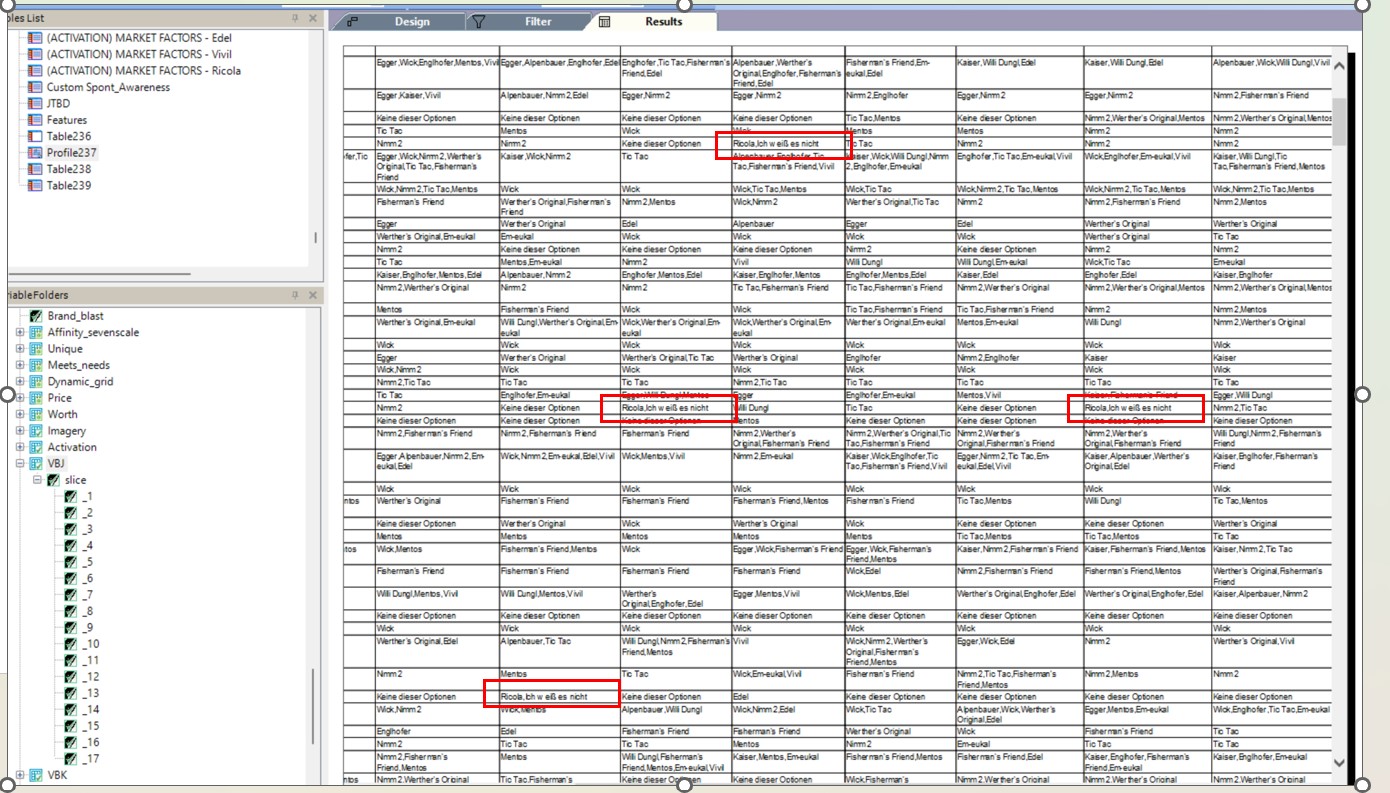 bles List
(ACTIVATION) MARKET FACTORS - Edel
(ACTIVATION) MARKET FACTORS - Vivil
(ACTIVATION) MARKET FACTORS - Ricola
Custom Spont_Awareness
JTBD
Features
Table236
Profile237
Table238
Table239
riableFolders
Brand_blast
Affinity_sevenscale
Unique
Meets_needs
Dynamic_grid
Price
Worth
Imagery
Activation
VBJ
slice
_1
_2
_3
_4
_5
_6
_7
_8
_9
_10
_11
_12
_13
_14
_15
_16
_17
VBK
Design Filter Results
Egger,Wick,Englhofer,Mentos,Vivil Egger,Alpenbauer,Englhofer,Edel Englhofer,Tic Tac,Fisherman's Alpenbauer,Werther's Fisherman's Friend,Em- Kaiser,Willi Dungl,Edel Kaiser,Willi Dungl,Edel Alpenbauer,Wick,Willi Dungl,Vivil
Friend,Edel Original,Englhofer,Fisherman's eukal,Edel
Friend,Edel
Egger,Kaiser,Vivil Alpenbauer,Nimm2,Edel Egger,Nimm2 Egger,Nimm2 Nimm2,Englhofer Egger,Nimm2 Egger,Nimm2 Nimm2,Fisherman's Friend
Keine dieser Optionen Keine dieser Optionen Keine dieser Optionen Keine dieser Optionen Tic Tac,Mentos Keine dieser Optionen Nimm2,Werther's Original,Mentos Nimm2,Werther's Original,Mentos
Tic Tac Mentos Wick Wick Mentos Mentos Nimm2 Nimm2
Nimm2 Nimm2 Keine dieser Optionen Ricola,Ich weiß es nicht Tic Tac Nimm2 Nimm2 Nimm2
fer,Tic Egger,Wick,Nimm2,Werther's Kaiser,Wick,Nimm2 Tic Tac Alpenbauer,Englhofer,Tic Kaiser,Wick,Willi Dungl,Nimm Englhofer,Tic Tac,Em-eukal,Vivil Wick,Englhofer,Em-eukal,Vivil Kaiser,Willi Dungl,Tic
Original,Tic Tac,Fisherman's Tac,Fisherman's Friend,Vivil 2,Englhofer,Em-eukal Tac,Fisherman's Friend,Mentos
Friend
Wick,Nimm2,Tic Tac,Mentos Wick Wick Wick,Tic Tac,Mentos Wick,Tic Tac Wick,Nimm2,Tic Tac,Mentos Wick,Nimm2,Tic Tac,Mentos Wick,Nimm2,Tic Tac,Mentos
Fisherman's Friend Werther's Original,Fisherman's Nimm2,Mentos Wick,Nimm2 Werther's Original,Tic Tac Nimm2 Nimm2,Fisherman's Friend Nimm2,Mentos
Friend
Egger Werther's Original Edel Alpenbauer Egger Edel Werther's Original Werther's Original
Werther's Original,Em-eukal Em-eukal Wick Wick Wick Wick Wick Tic Tac
Nimm2 Keine dieser Optionen Keine dieser Optionen Keine dieser Optionen Nimm2 Keine dieser Optionen Nimm2 Nimm2
Tic Tac Mentos,Em-eukal Nimm2 Vivil Willi Dungl Willi Dungl,Em-eukal Wick,Tic Tac Em-eukal
Kaiser,Englhofer,Mentos,Edel Alpenbauer,Nimm2 Englhofer,Mentos,Edel Kaiser,Englhofer,Mentos Englhofer,Mentos,Edel Kaiser,Edel Englhofer,Edel Kaiser,Englhofer
Nimm2,Werther's Original Nimm2 Nimm2 Tic Tac,Fisherman's Friend Tic Tac,Fisherman's Friend Nimm2,Werther's Original Nimm2,Werther's Original,Mentos Nimm2,Werther's Original,Mentos
Mentos Fisherman's Friend Wick Wick Tic Tac,Fisherman's Friend Tic Tac,Fisherman's Friend Wick Wick
Werther's Original,Em-eukal Willi Dungl,Werther's Original,Em- Wick,Werther's Original,Em- Wick,Werther's Original,Em- Werther's Original,Em-eukal Mentos,Em-eukal Willi Dungl Nimm2,Werther's Original
eukal eukal eukal
Wick Wick Wick Wick Wick Wick Wick Wick
Egger Werther's Original Werther's Original,Tic Tac Werther's Original Englhofer Nimm2,Englhofer Kaiser Kaiser
Wick,Nimm2 Wick Wick Wick Wick Wick Wick Wick
Nimm2,Tic Tac Tic Tac Tic Tac Nimm2,Tic Tac Tic Tac Tic Tac Tic Tac Tic Tac
Tic Tac Englhofer,Em-eukal Egger,Willi Dungl,Mentos Egger Englhofer,Em-eukal Mentos,Vivil Kaiser,Fisherman's Friend Egger,Willi Dungl
Nimm2 Keine dieser Optionen Ricola,Ich weiß es nicht Willi Dungl Tic Tac Keine dieser Optionen Ricola,Ich weiß es nicht Nimm2,Tic Tac
Keine dieser Optionen Keine dieser Optionen Keine dieser Optionen Mentos Keine dieser Optionen Keine dieser Optionen Keine dieser Optionen Keine dieser Optionen
Nimm2,Fisherman's Friend Nimm2,Fisherman's Friend Fisherman's Friend Nimm2,Werther's Nimm2,Werther's Original,Tic Nimm2,Werther's Nimm2,Werther's Willi Dungl,Nimm2,Fisherman's
Original,Fisherman's Friend Tac,Fisherman's Friend Original,Fisherman's Friend Original,Fisherman's Friend Friend
Egger,Alpenbauer,Nimm2,Em- Wick,Nimm2,Em-eukal,Edel,Vivil Wick,Mentos,Vivil Nimm2,Em-eukal Kaiser,Wick,Englhofer,Tic Egger,Nimm2,Tic Tac,Em- Kaiser,Alpenbauer,Werther's Kaiser,Englhofer,Fisherman's
eukal,Edel Tac,Fisherman's Friend,Vivil eukal,Edel,Vivil Original,Edel Friend
Wick Wick Wick Wick Wick Wick Wick Wick
ntos Werther's Original Fisherman's Friend Fisherman's Friend Fisherman's Friend,Mentos Fisherman's Friend Tic Tac,Mentos Willi Dungl Tic Tac,Mentos
Keine dieser Optionen Werther's Original Wick Werther's Original Wick Keine dieser Optionen Keine dieser Optionen Keine dieser Optionen
Mentos Mentos Mentos Mentos Mentos Tic Tac,Mentos Tic Tac,Mentos Tic Tac
tos Wick,Mentos Fisherman's Friend,Mentos Wick Egger,Wick,Fisherman's Friend Egger,Wick,Fisherman's Kaiser,Nimm2,Fisherman's Friend Kaiser,Fisherman's Friend,Mentos Kaiser,Nimm2,Tic Tac
Friend,Mentos
Fisherman's Friend Fisherman's Friend Fisherman's Friend Fisherman's Friend Wick,Edel Nimm2,Fisherman's Friend Fisherman's Friend,Mentos Werther's Original,Fisherman's
Friend
Willi Dungl,Mentos,Vivil Willi Dungl,Mentos,Vivil Werther's Egger,Mentos,Vivil Wick,Mentos,Edel Werther's Original,Englhofer,Edel Werther's Original,Englhofer,Edel Kaiser,Alpenbauer,Nimm2
Original,Englhofer,Edel
Keine dieser Optionen Keine dieser Optionen Keine dieser Optionen Keine dieser Optionen Keine dieser Optionen Keine dieser Optionen Keine dieser Optionen Keine dieser Optionen
Wick Wick Wick Wick Wick Wick Wick Wick
Werther's Original,Edel Alpenbauer,Tic Tac Willi Dungl,Nimm2,Fisherman's Vivil Wick,Nimm2,Werther's Egger,Wick,Edel Nimm2 Werther's Original,Vivil
Friend,Mentos Original,Fisherman's
Friend,Mentos
Nimm2 Mentos Tic Tac Wick,Em-eukal,Vivil Fisherman's Friend Nimm2,Tic Tac,Fisherman's Nimm2,Mentos Nimm2
Friend,Mentos
Keine dieser Optionen Ricola,Ich weiß es nicht Keine dieser Optionen Edel Keine dieser Optionen Keine dieser Optionen Keine dieser Optionen Keine dieser Optionen
Wick,Nimm2 Wick,Mentos Alpenbauer,Willi Dungl Wick,Nimm2,Edel Wick,Tic Tac Alpenbauer,Wick,Werther's Egger,Mentos,Em-eukal Wick,Englhofer,Tic Tac,Em-eukal
Original,Edel
Englhofer Edel Fisherman's Friend Fisherman's Friend Fisherman's Friend Fisherman's Friend Tic Tac Fisherman's Friend
Nimm2 Tic Tac Tic Tac Mentos Nimm2 Em-eukal Tic Tac Tic Tac
Nimm2,Fisherman's Mentos Willi Dungl,Fisherman's Kaiser,Mentos,Em-eukal Fisherman's Friend,Mentos Fisherman's Friend,Edel Kaiser,Englhofer,Em-eukal Kaiser,Englhofer,Em-eukal
Friend,Mentos Friend,Mentos,Em-eukal,Vivil
tos Nimm2,Werther's Original Tic Tac,Fisherman's Keine dieser Optionen Keine dieser Optionen Wick,Fisherman's Nimm2,Werther's Original Nimm2,Werther's Original Nimm2,Werther's Original